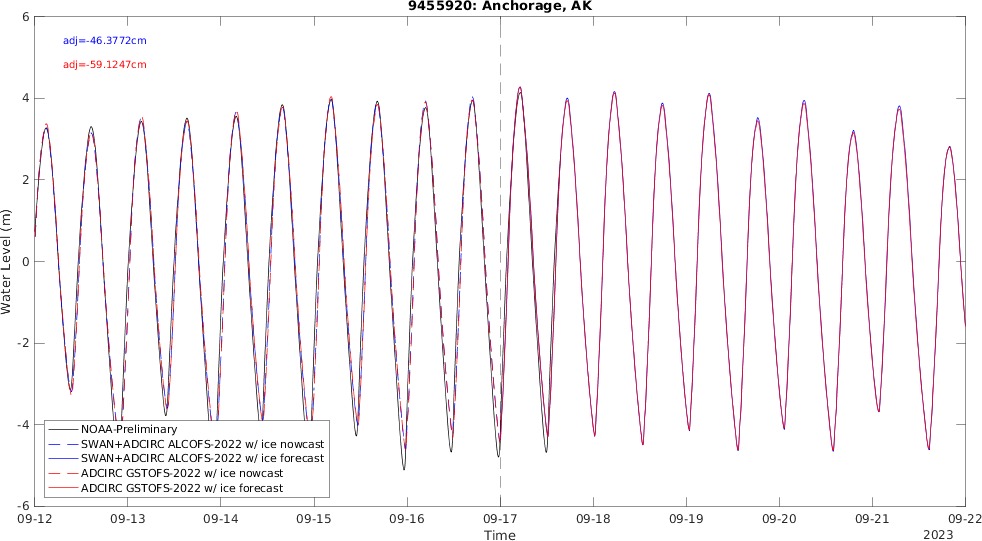 9455920: Anchorage, AK
adj=-46.3772cm
adj=-59.1247cm
Water Level (m)
6
4
2
0
-2
-4
-6
NOAA-Preliminary
SWAN+ADCIRC ALCOFS-2022 w/ ice nowcast
SWAN+ADCIRC ALCOFS-2022 w/ ice forecast
ADCIRC GSTOFS-2022 w/ ice nowcast
ADCIRC GSTOFS-2022 w/ ice forecast
09-12 09-13 09-14 09-15 09-16 09-17 09-18 09-19 09-20 09-21 09-22
Time
2023